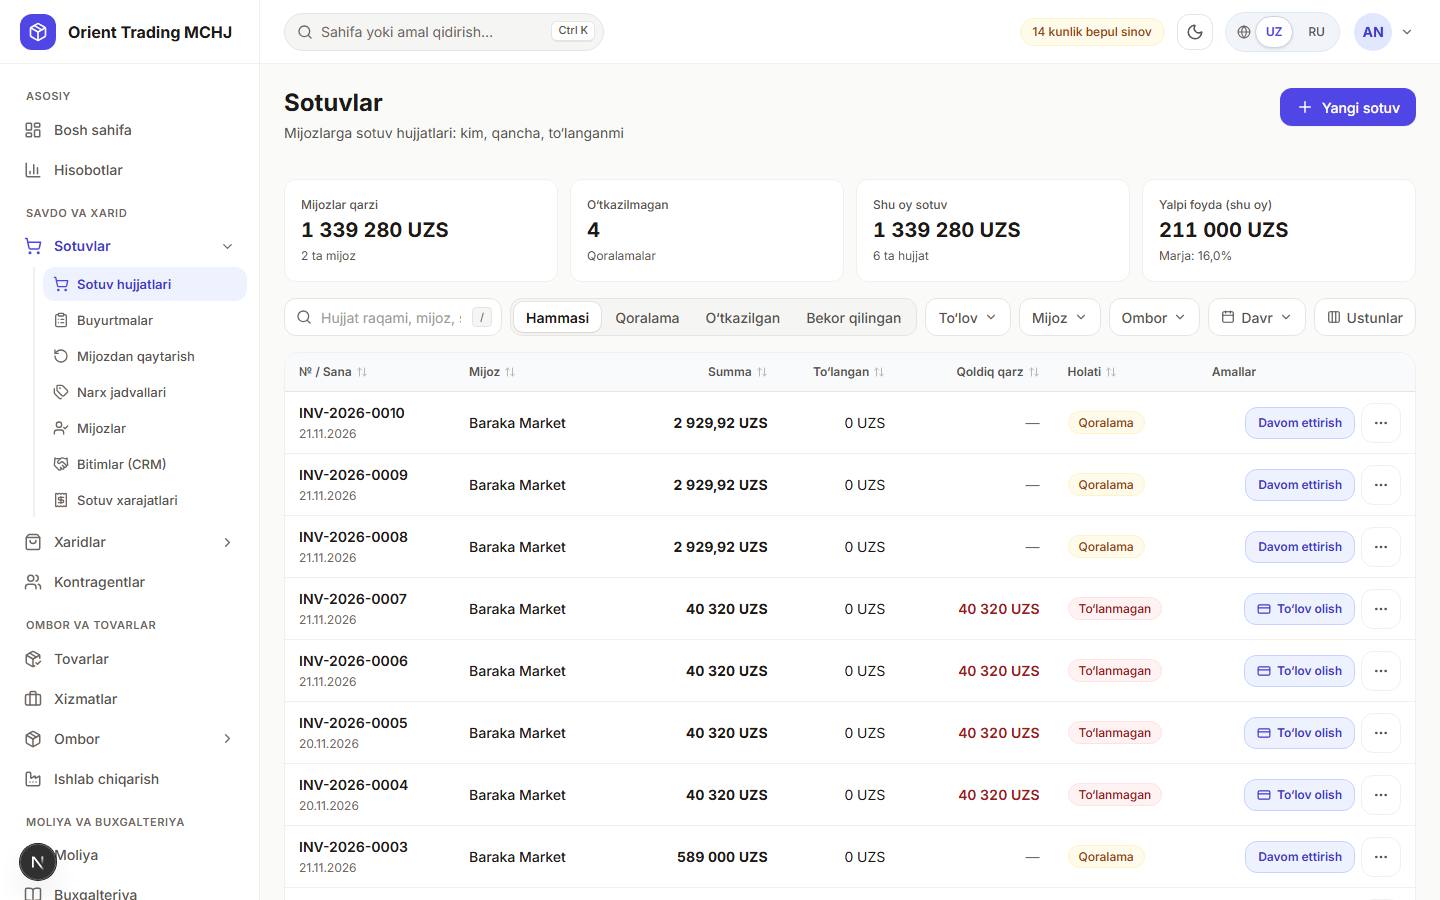 Orient Trading MCHJ
Sahifa yoki amal qidirish...
Ctrl K
14 kunlik bepul sinov
UZ
RU
AN
ASOSIY
Bosh sahifa
Hisobotlar
SAVDO VA XARID
Sotuvlar
Sotuv hujjatlari
Buyurtmalar
Mijozdan qaytarish
Narx jadvallari
Mijozlar
Bitimlar (CRM)
Sotuv xarajatlari
Xaridlar
Kontragentlar
OMBOR VA TOVARLAR
Tovarlar
Xizmatlar
Ombor
Ishlab chiqarish
MOLIYA VA BUXGALTERIYA
N
Moliya
Buxgalteriya
Sotuvlar
Mijozlarga sotuv hujjatlari: kim, qancha, to‘langanmi
Yangi sotuv
Mijozlar qarzi
1 339 280 UZS
2 ta mijoz
O‘tkazilmagan
4
Qoralamalar
Shu oy sotuv
1 339 280 UZS
6 ta hujjat
Yalpi foyda (shu oy)
211 000 UZS
Marja: 16,0%
Hujjat raqami, mijoz, s
/
Hammasi
Qoralama
O‘tkazilgan
Bekor qilingan
To‘lov
Mijoz
Ombor
Davr
Ustunlar
№ / Sana Mijoz Summa To‘langan Qoldiq qarz Holati Amallar
INV-2026-0010
21.11.2026
Baraka Market 2 929,92 UZS 0 UZS — Qoralama Davom ettirish
INV-2026-0009
21.11.2026
Baraka Market 2 929,92 UZS 0 UZS — Qoralama Davom ettirish
INV-2026-0008
21.11.2026
Baraka Market 2 929,92 UZS 0 UZS — Qoralama Davom ettirish
INV-2026-0007
21.11.2026
Baraka Market 40 320 UZS 0 UZS 40 320 UZS To‘lanmagan To‘lov olish
INV-2026-0006
21.11.2026
Baraka Market 40 320 UZS 0 UZS 40 320 UZS To‘lanmagan To‘lov olish
INV-2026-0005
20.11.2026
Baraka Market 40 320 UZS 0 UZS 40 320 UZS To‘lanmagan To‘lov olish
INV-2026-0004
20.11.2026
Baraka Market 40 320 UZS 0 UZS 40 320 UZS To‘lanmagan To‘lov olish
INV-2026-0003
21.11.2026
Baraka Market 589 000 UZS 0 UZS — Qoralama Davom ettirish